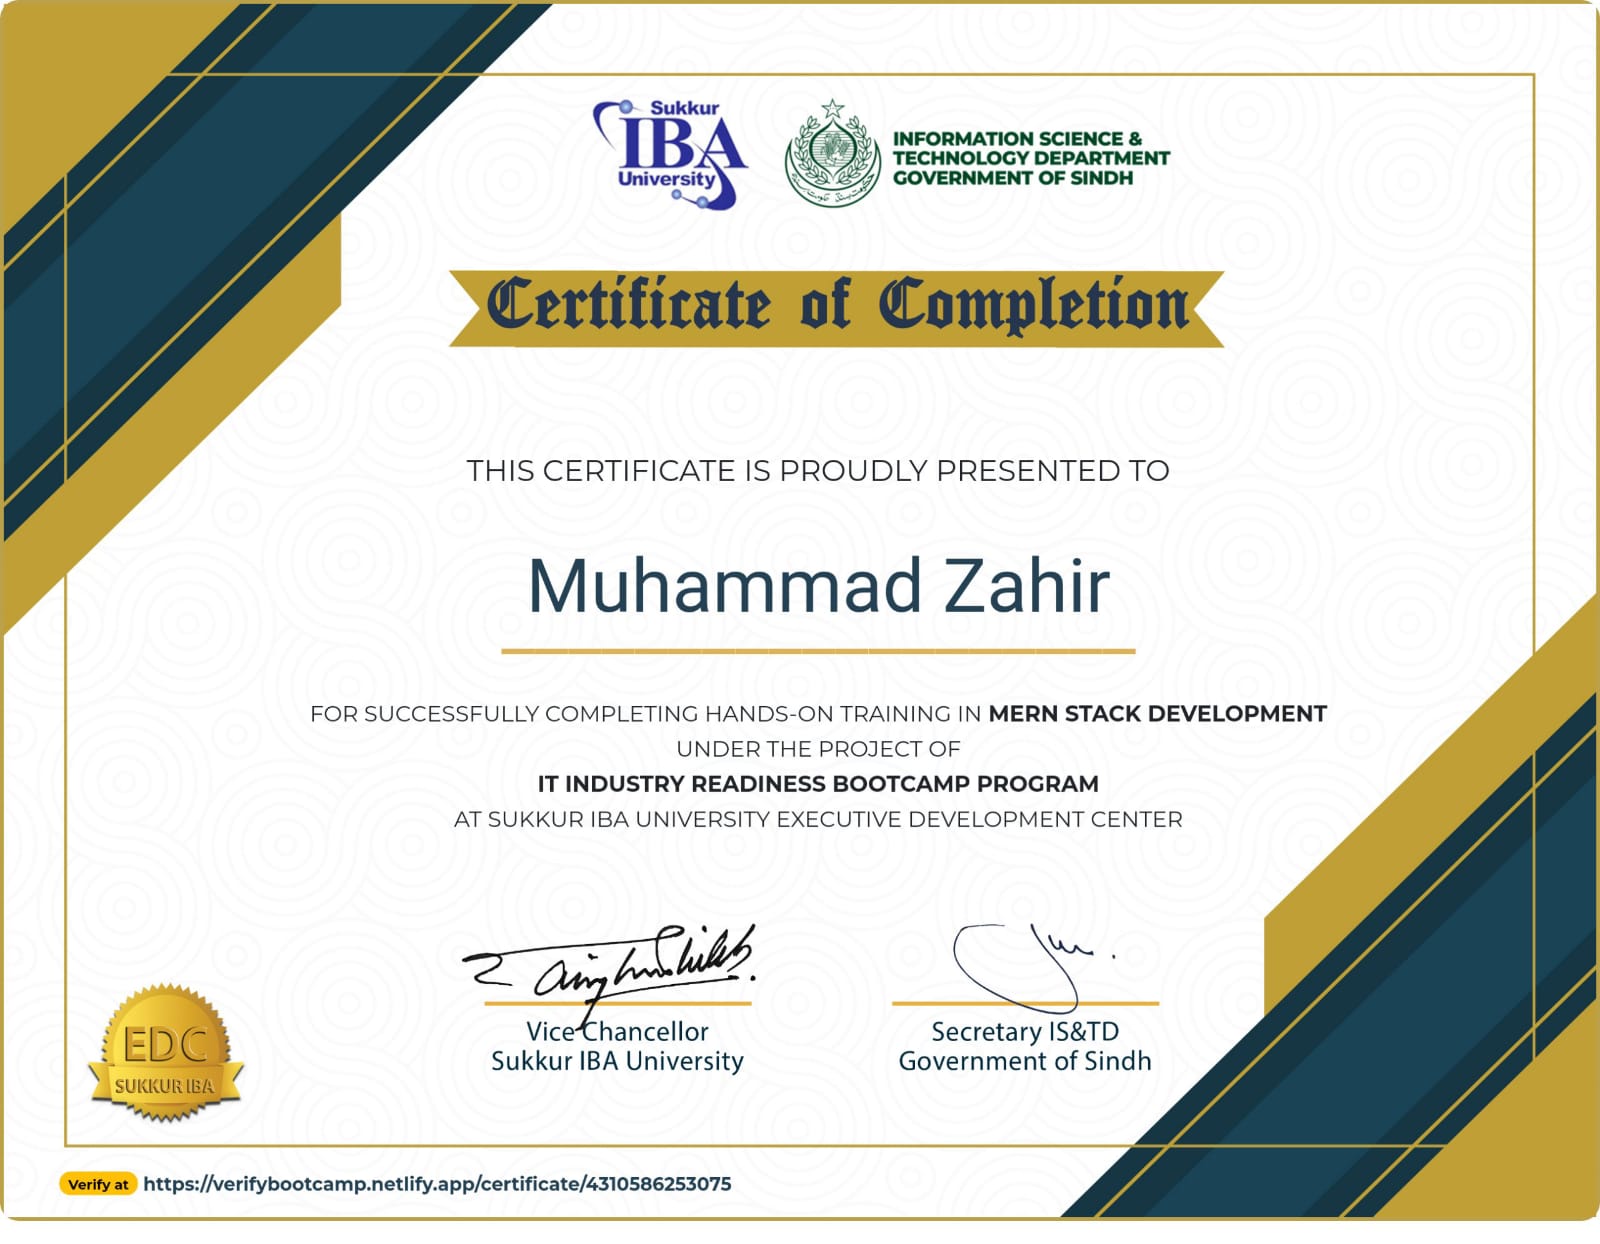 Sukkur
IBA
University
INFORMATION SCIENCE &
TECHNOLOGY DEPARTMENT
GOVERNMENT OF SINDH
Certificate of Completion
THIS CERTIFICATE IS PROUDLY PRESENTED TO
Muhammad Zahir
FOR SUCCESSFULLY COMPLETING HANDS-ON TRAINING IN MERN STACK DEVELOPMENT
UNDER THE PROJECT OF
IT INDUSTRY READINESS BOOTCAMP PROGRAM
AT SUKKUR IBA UNIVERSITY EXECUTIVE DEVELOPMENT CENTER
Vice Chancellor
Sukkur IBA University
Secretary IS&TD
Government of Sindh
EDC
SUKKUR IBA
Verify at https://verifybootcamp.netlify.app/certificate/4310586253075